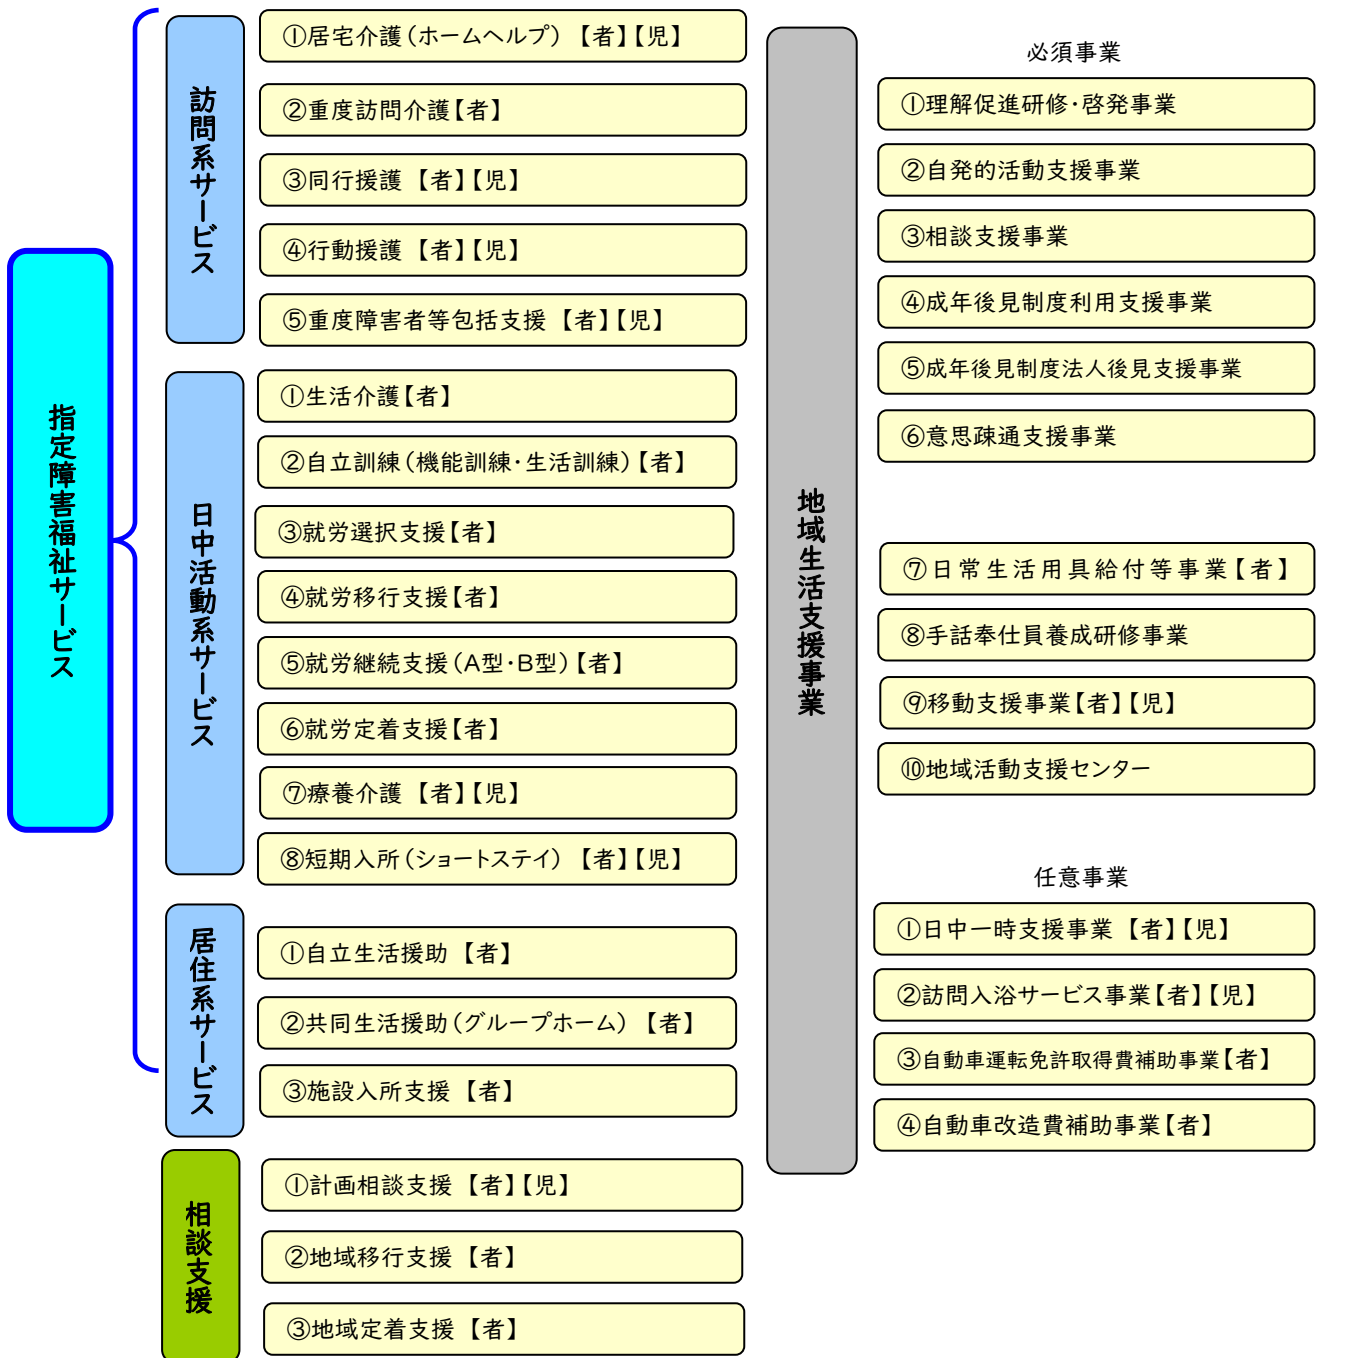 指定障害福祉サービス
訪問系サービス
①居宅介護(ホームヘルプ) 【者】【児】
②重度訪問介護【者】
③同行援護 【者】【児】
④行動援護 【者】【児】
⑤重度障害者等包括支援 【者】【児】
日中活動系サービス
①生活介護【者】
②自立訓練(機能訓練・生活訓練)【者】
③就労選択支援【者】
④就労移行支援【者】
⑤就労継続支援(A型・B型)【者】
⑥就労定着支援【者】
⑦療養介護 【者】【児】
⑧短期入所(ショートステイ) 【者】【児】
居住系サービス
①自立生活援助 【者】
②共同生活援助(グループホーム) 【者】
③施設入所支援 【者】
相談支援
①計画相談支援 【者】【児】
②地域移行支援 【者】
③地域定着支援 【者】
地域生活支援事業
必須事業
①理解促進研修・啓発事業
②自発的活動支援事業
③相談支援事業
④成年後見制度利用支援事業
⑤成年後見制度法人後見支援事業
⑥意思疎通支援事業
⑦日常生活用具給付等事業【者】
⑧手話奉仕員養成研修事業
⑨移動支援事業【者】【児】
⑩地域活動支援センター
任意事業
①日中一時支援事業 【者】【児】
②訪問入浴サービス事業【者】【児】
③自動車運転免許取得費補助事業【者】
④自動車改造費補助事業【者】